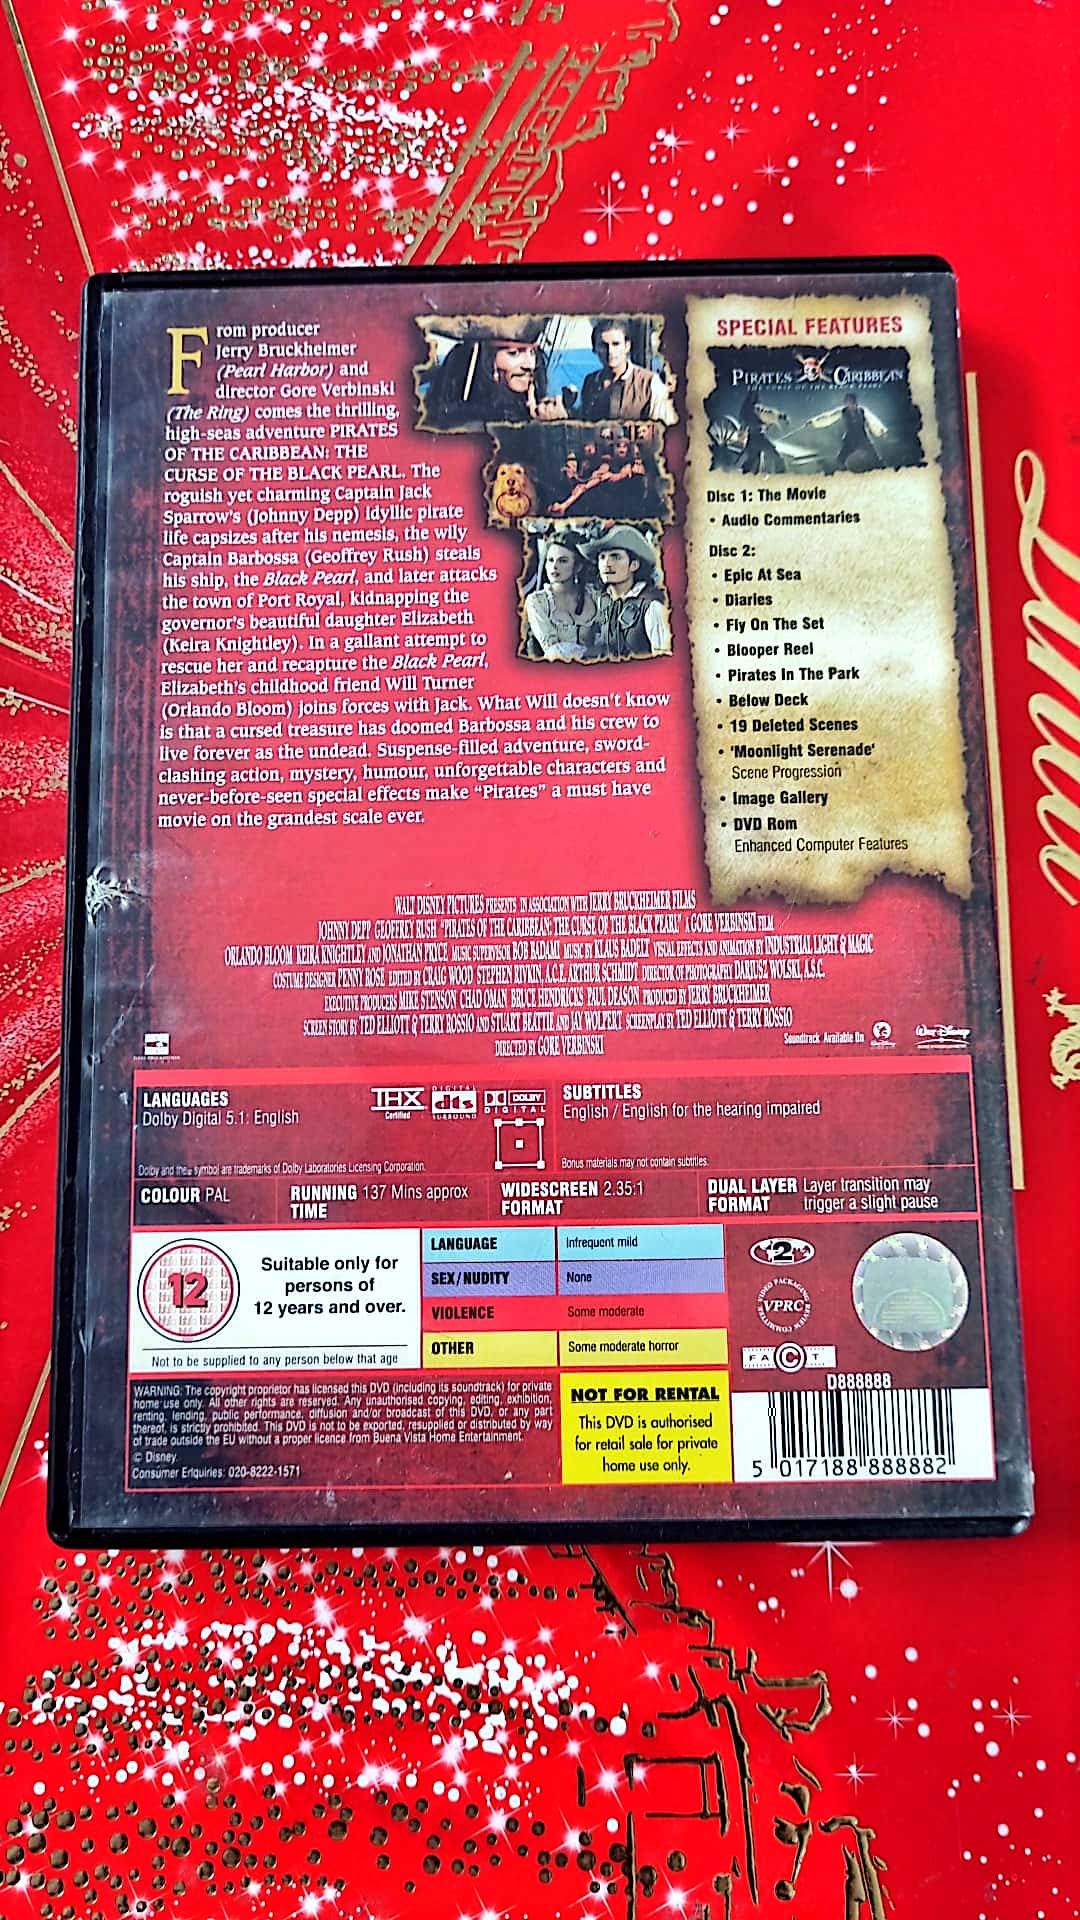 From producer
Jerry Bruckheimer
(Pearl Harbor) and
director Gore Verbinski
(The Ring) comes the thrilling,
high-seas adventure PIRATES
OF THE CARIBBEAN: THE
CURSE OF THE BLACK PEARL. The
roguish yet charming Captain Jack
Sparrow's (Johnny Depp) idyllic pirate
life capsizes after his nemesis, the wily
Captain Barbossa (Geoffrey Rush) steals
his ship, the Black Pearl, and later attacks
the town of Port Royal, kidnapping the
governor's beautiful daughter Elizabeth
(Keira Knightley). In a gallant attempt to
rescue her and recapture the Black Pearl,
Elizabeth's childhood friend Will Turner
(Orlando Bloom) joins forces with Jack. What Will doesn't know
is that a cursed treasure has doomed Barbossa and his crew to
live forever as the undead. Suspense-filled adventure, sword-
clashing action, mystery, humour, unforgettable characters and
never-before-seen special effects make "Pirates" a must have
movie on the grandest scale ever.
SPECIAL FEATURES
PIRATES CARIBBEAN
THE CURSE OF THE BLACK PEARL
Disc 1: The Movie
• Audio Commentaries
Disc 2:
• Epic At Sea
• Diaries
• Fly On The Set
• Blooper Reel
• Pirates In The Park
• Below Deck
• 19 Deleted Scenes
• 'Moonlight Serenade'
Scene Progression
• Image Gallery
• DVD Rom
Enhanced Computer Features
WALT DISNEY PICTURES PRESENTS IN ASSOCIATION WITH JERRY BRUCKHEIMER FILMS
JOHNNY DEPP GEOFFREY RUSH "PIRATES OF THE CARIBBEAN: THE CURSE OF THE BLACK PEARL" A GORE VERBINSKI FILM
ORLANDO BLOOM KEIRA KNIGHTLEY AND JONATHAN PRYCE MUSIC SUPERVISOR BOB BADAMI MUSIC BY KLAUS BADELT VISUAL EFFECTS AND ANIMATION BY INDUSTRIAL LIGHT & MAGIC
COSTUME DESIGNER PENNY ROSE EDITED BY CRAIG WOOD STEPHEN RIVKIN, A.C.E. ARTHUR SCHMIDT DIRECTOR OF PHOTOGRAPHY DARIUSZ WOLSKI, A.S.C.
EXECUTIVE PRODUCERS MIKE STENSON CHAD OMAN BRUCE HENDRICKS PAUL DEASON PRODUCED BY JERRY BRUCKHEIMER
SCREEN STORY BY TED ELLIOTT & TERRY ROSSIO AND STUART BEATTIE AND JAY WOLPERT SCREENPLAY BY TED ELLIOTT & TERRY ROSSIO
DIRECTED BY GORE VERBINSKI
Soundtrack Available On
Walt Disney
LANGUAGES
Dolby Digital 5.1: English
THX
Certified
DIGITAL
dts
SURROUND
DOLBY
DIGITAL
Dolby and the symbol are trademarks of Dolby Laboratories Licensing Corporation.
SUBTITLES
English / English for the hearing impaired
Bonus materials may not contain subtitles.
COLOUR PAL
RUNNING TIME 137 Mins approx
WIDESCREEN FORMAT 2.35:1
DUAL LAYER FORMAT Layer transition may
trigger a slight pause
12
Suitable only for
persons of
12 years and over.
Not to be supplied to any person below that age
LANGUAGE Infrequent mild
SEX/NUDITY None
VIOLENCE Some moderate
OTHER Some moderate horror
2
VIDEO PACKAGING REVIEW COMMITTEE
VPRC
FACT
WARNING: The copyright proprietor has licensed this DVD (including its soundtrack) for private
home use only. All other rights are reserved. Any unauthorised copying, editing, exhibition,
renting, lending, public performance, diffusion and/or broadcast of this DVD, or any part
thereof, is strictly prohibited. This DVD is not to be exported, resupplied or distributed by way
of trade outside the EU without a proper licence from Buena Vista Home Entertainment.
© Disney
Consumer Enquiries: 020-8222-1571
NOT FOR RENTAL
This DVD is authorised
for retail sale for private
home use only.
D888888
5 017188 888882